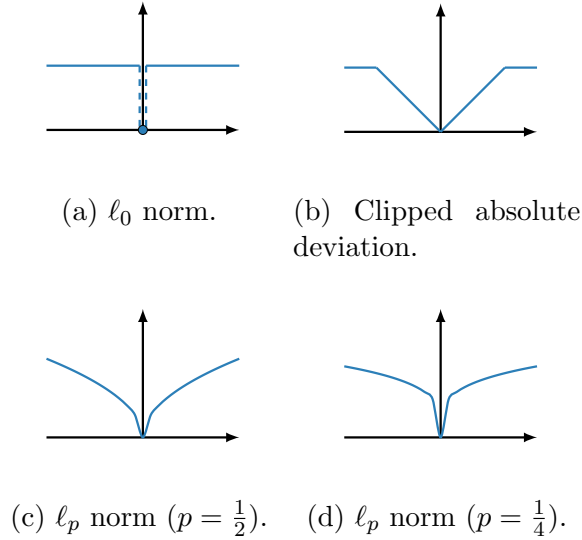 (a) ℓ₀ norm.
(b) Clipped absolute
deviation.
(c) ℓₚ norm (p = 1/2).
(d) ℓₚ norm (p = 1/4).